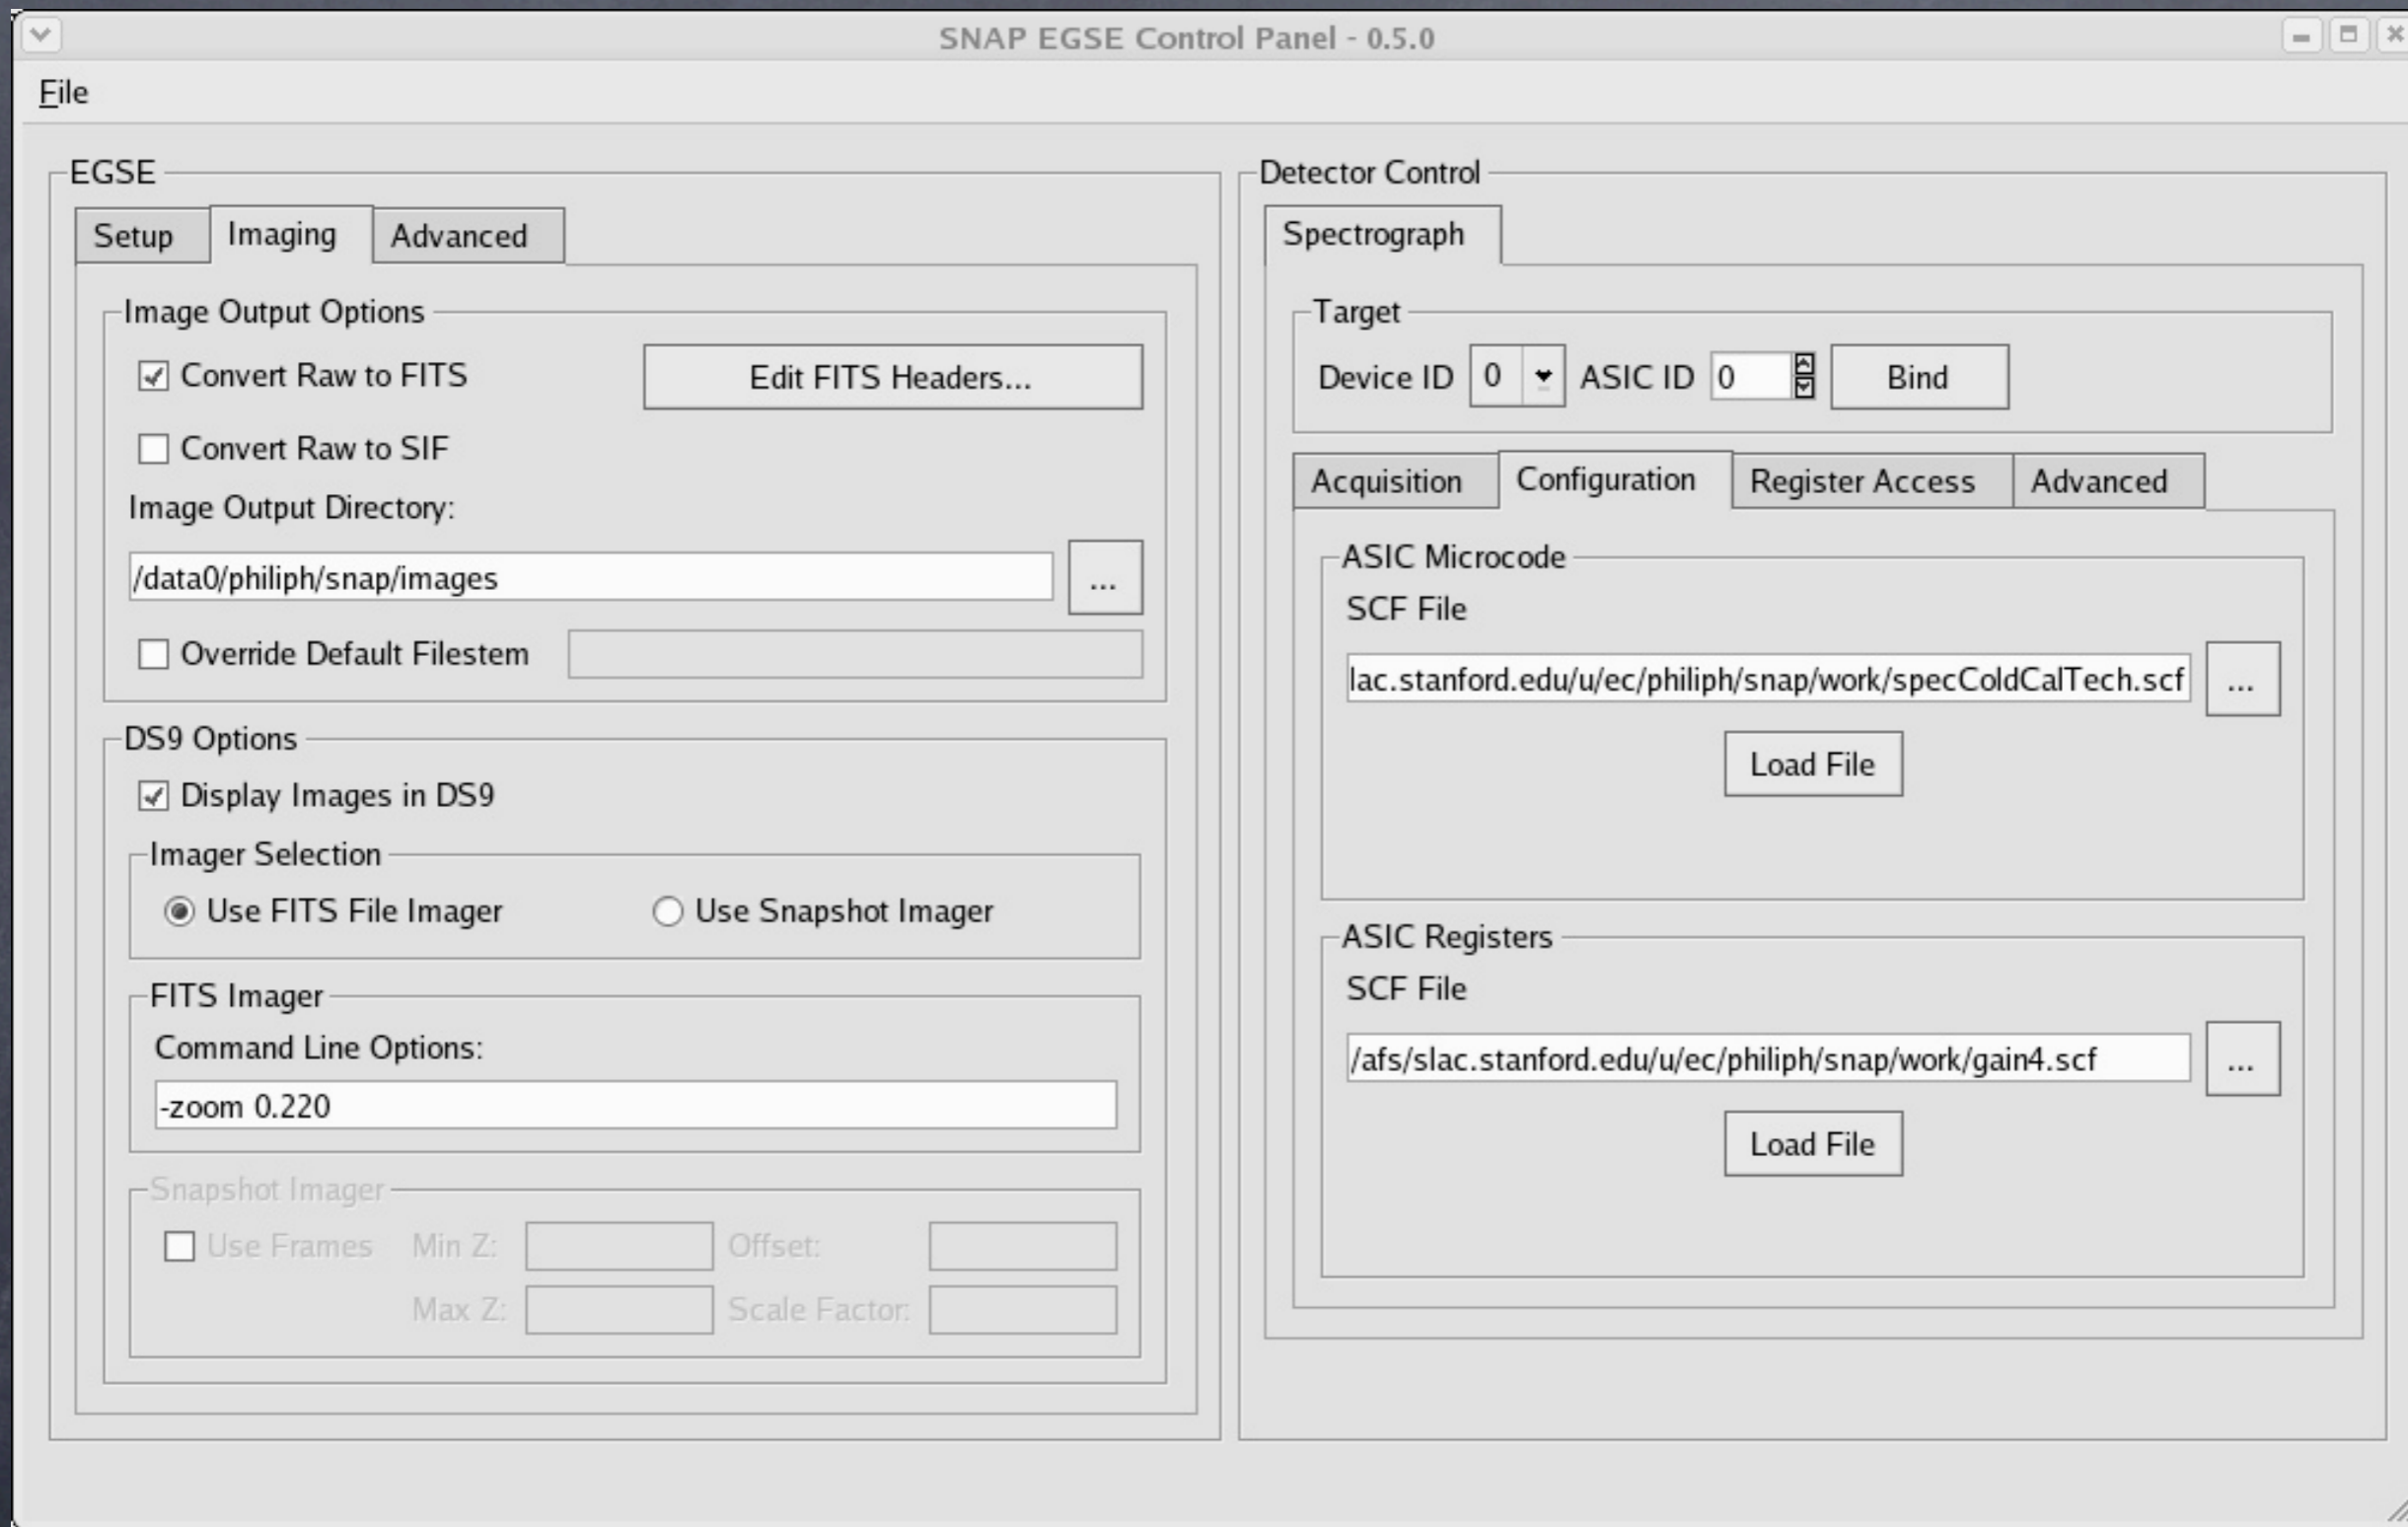 SNAP EGSE Control Panel - 0.5.0
File
EGSE
Setup Imaging Advanced
Image Output Options
Convert Raw to FITS Edit FITS Headers...
Convert Raw to SIF
Image Output Directory:
/data0/philiph/snap/images ...
Override Default Filestem
DS9 Options
Display Images in DS9
Imager Selection
Use FITS File Imager Use Snapshot Imager
FITS Imager
Command Line Options:
-zoom 0.220
Snapshot Imager
Use Frames Min Z: Offset:
Max Z: Scale Factor:
Detector Control
Spectrograph
Target
Device ID 0 ASIC ID 0 Bind
Acquisition Configuration Register Access Advanced
ASIC Microcode
SCF File
lac.stanford.edu/u/ec/philiph/snap/work/specColdCalTech.scf ...
Load File
ASIC Registers
SCF File
/afs/slac.stanford.edu/u/ec/philiph/snap/work/gain4.scf ...
Load File